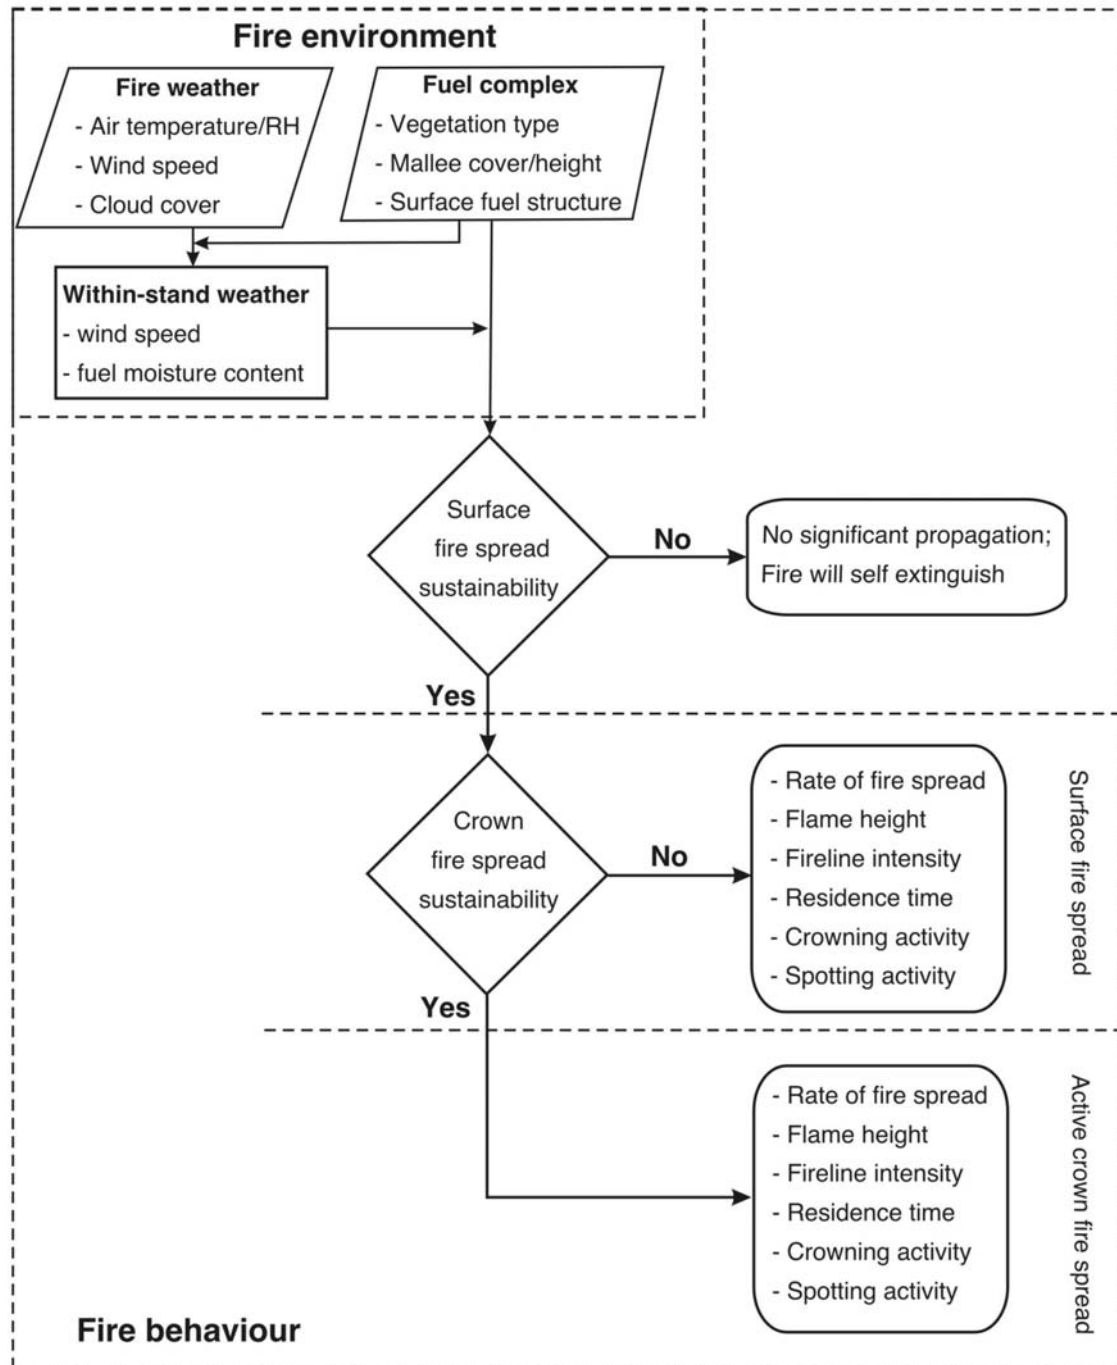 Fire environment
Fire weather
- Air temperature/RH
- Wind speed
- Cloud cover
Fuel complex
- Vegetation type
- Mallee cover/height
- Surface fuel structure
Within-stand weather
- wind speed
- fuel moisture content
Surface
fire spread
sustainability
No
No significant propagation;
Fire will self extinguish
Yes
Crown
fire spread
sustainability
No
- Rate of fire spread
- Flame height
- Fireline intensity
- Residence time
- Crowning activity
- Spotting activity
Surface fire spread
Yes
- Rate of fire spread
- Flame height
- Fireline intensity
- Residence time
- Crowning activity
- Spotting activity
Active crown fire spread
Fire behaviour